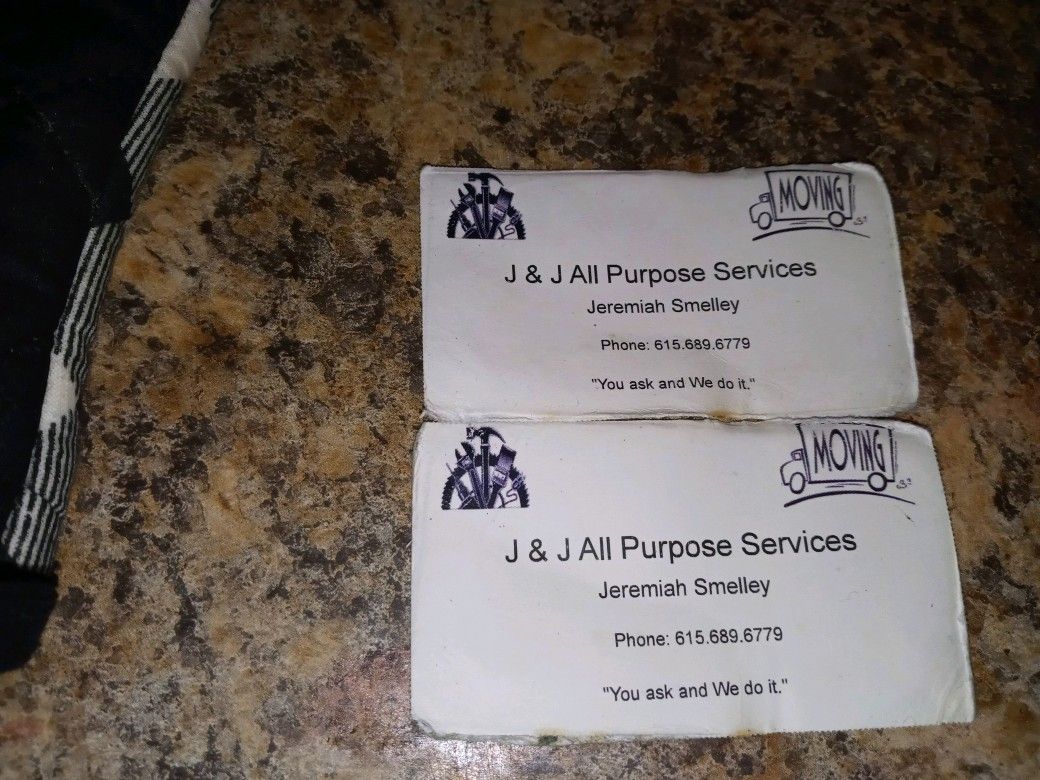 MOVING
J & J All Purpose Services
Jeremiah Smelley
Phone: 615.689.6779
"You ask and We do it."
MOVING
J & J All Purpose Services
Jeremiah Smelley
Phone: 615.689.6779
"You ask and We do it."